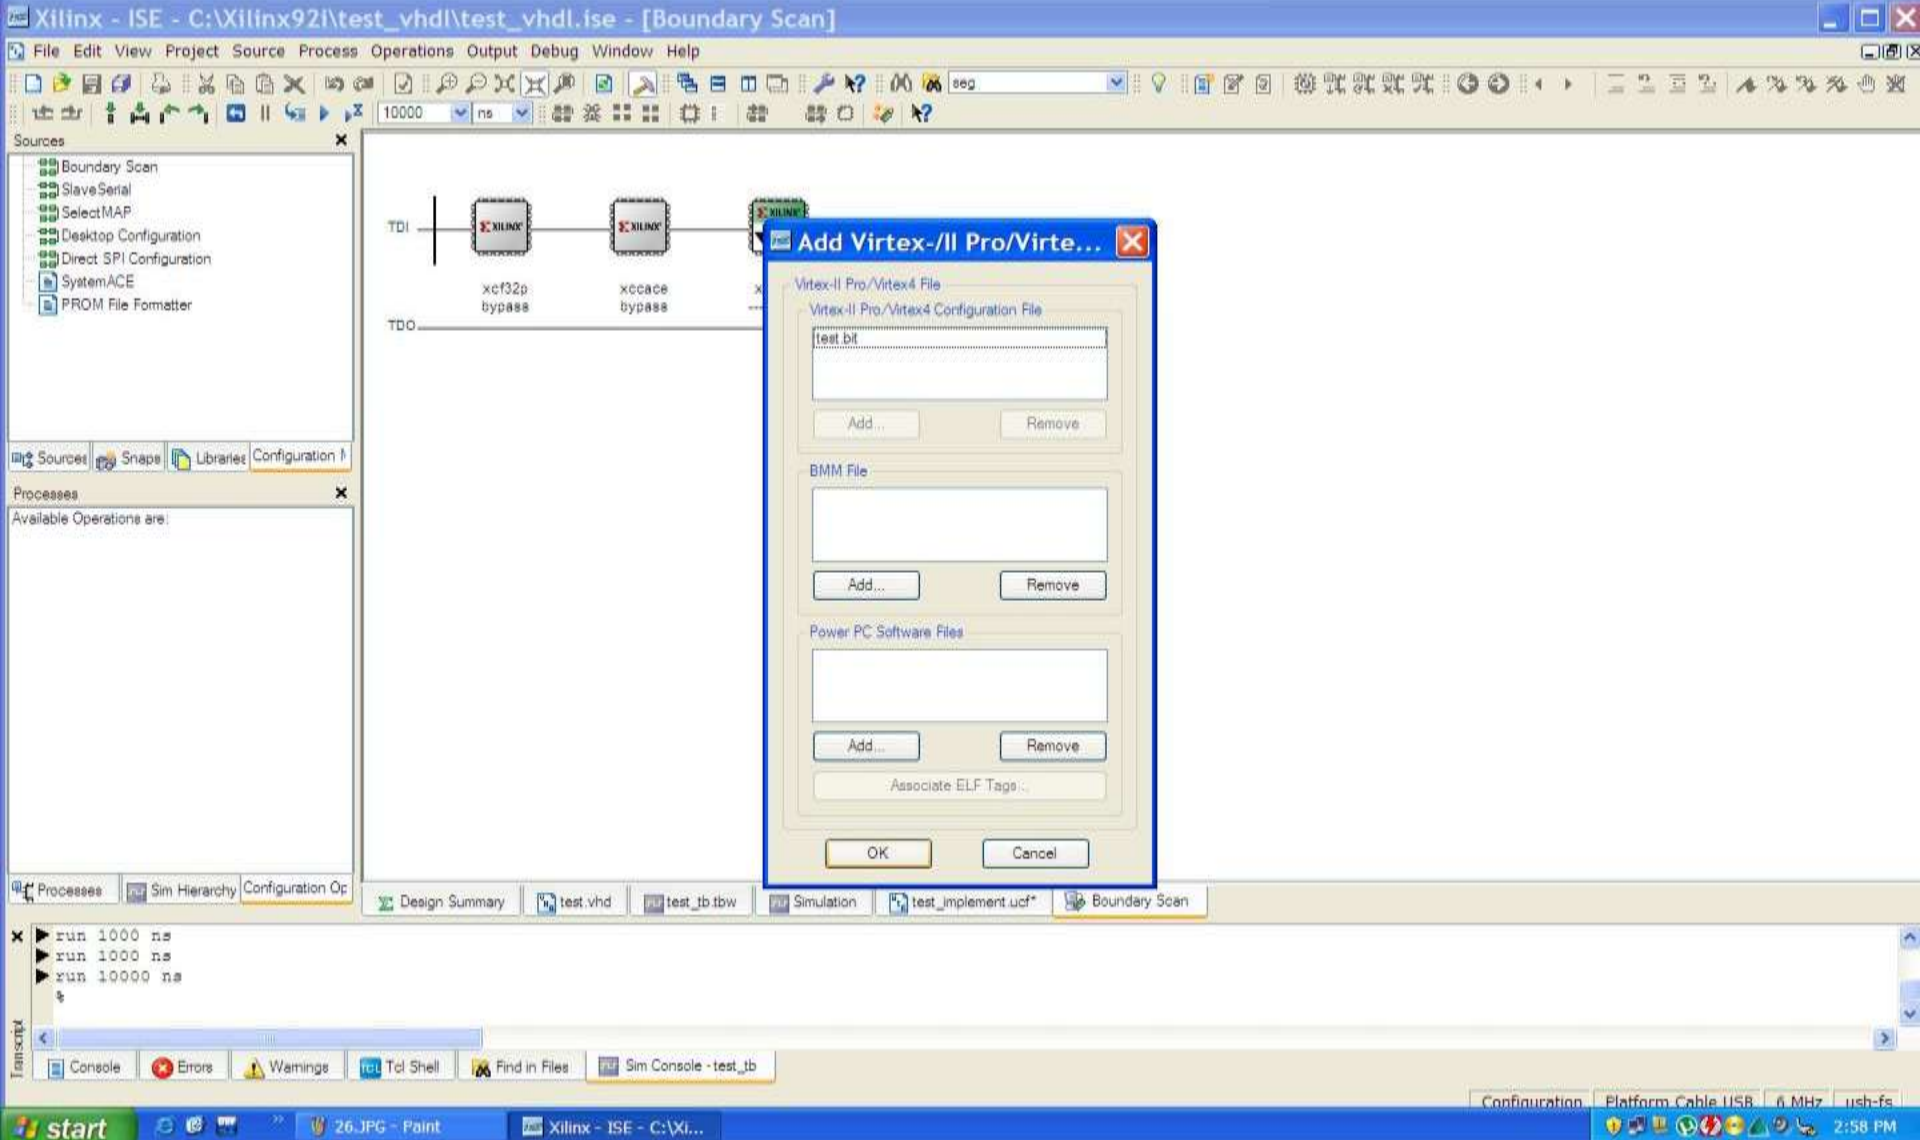 Xilinx - ISE - C:\Xilinx92i\test_vhdl\test_vhdl.ise - [Boundary Scan]
File Edit View Project Source Process Operations Output Debug Window Help
seg
10000 ns
Sources
Boundary Scan
SlaveSerial
SelectMAP
Desktop Configuration
Direct SPI Configuration
SystemACE
PROM File Formatter
Sources Snaps Libraries Configuration
Processes
Available Operations are:
Processes Sim Hierarchy Configuration Op
TDI
XILINX XILINX XILINX
xcf32p xccace
bypass bypass
TDO
Add Virtex-/II Pro/Virte...
Virtex-II Pro/Virtex4 File
Virtex-II Pro/Virtex4 Configuration File
test.bit
Add... Remove
BMM File
Add... Remove
Power PC Software Files
Add... Remove
Associate ELF Tags...
OK Cancel
Design Summary test.vhd test_tb.tbw Simulation test_implement.ucf* Boundary Scan
run 1000 ns
run 1000 ns
run 10000 ns
%
Transcript
Console Errors Warnings Tcl Shell Find in Files Sim Console - test_tb
Configuration Platform Cable USB 6 MHz usb-fs
start 26.JPG - Paint Xilinx - ISE - C:\Xi... 2:58 PM